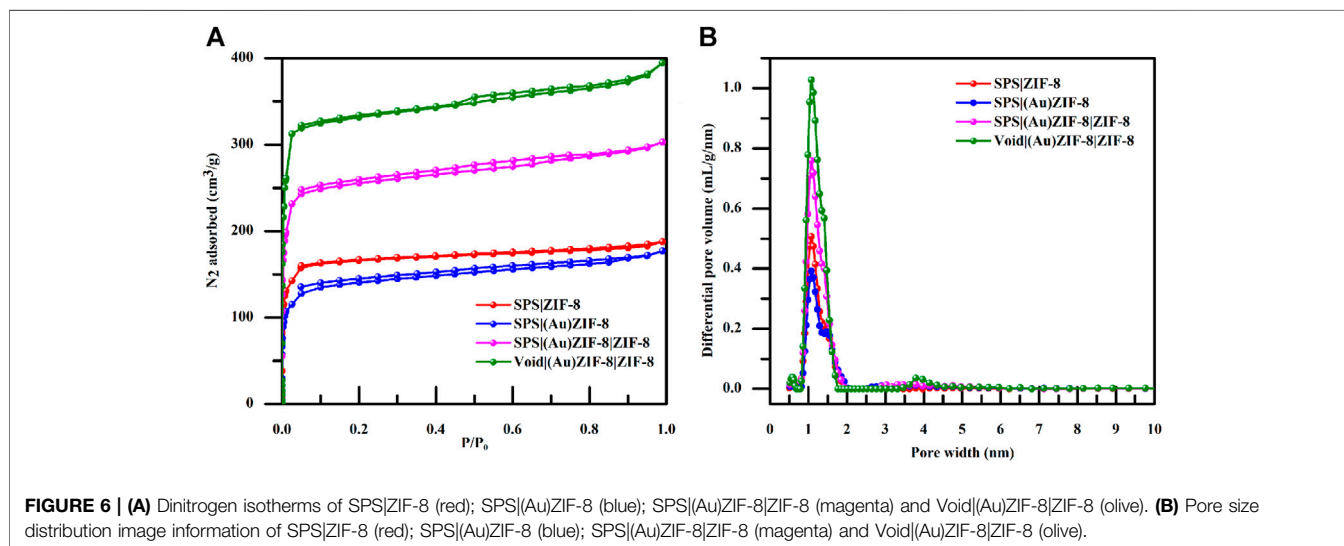 A
B
400
300
200
100
0
N2 adsorbed (cm³/g)
SPS|ZIF-8
SPS|(Au)ZIF-8
SPS|(Au)ZIF-8|ZIF-8
Void|(Au)ZIF-8|ZIF-8
0.0 0.2 0.4 0.6 0.8 1.0
P/P₀
1.0
0.8
0.6
0.4
0.2
0.0
Differential pore volume (mL/g/nm)
SPS|ZIF-8
SPS|(Au)ZIF-8
SPS|(Au)ZIF-8|ZIF-8
Void|(Au)ZIF-8|ZIF-8
0 1 2 3 4 5 6 7 8 9 10
Pore width (nm)
FIGURE 6 | (A) Dinitrogen isotherms of SPS|ZIF-8 (red); SPS|(Au)ZIF-8 (blue); SPS|(Au)ZIF-8|ZIF-8 (magenta) and Void|(Au)ZIF-8|ZIF-8 (olive). (B) Pore size
distribution image information of SPS|ZIF-8 (red); SPS|(Au)ZIF-8 (blue); SPS|(Au)ZIF-8|ZIF-8 (magenta) and Void|(Au)ZIF-8|ZIF-8 (olive).